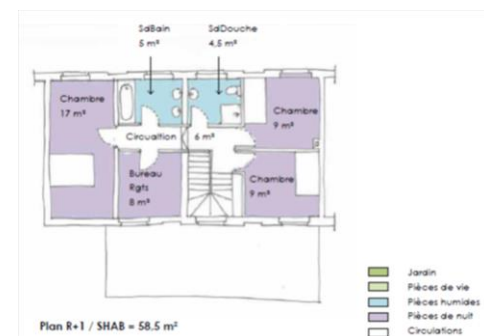 SdBain
5 m²
SdDouche
4,5 m²
Chambre
17 m²
Chambre
9 m²
Circualtion
6 m²
Bureau
Rgts
8 m²
Chambre
9 m²
Jardin
Pièces de vie
Pièces humides
Pièces de nuit
Circulations
Plan R+1 / SHAB = 58,5 m²